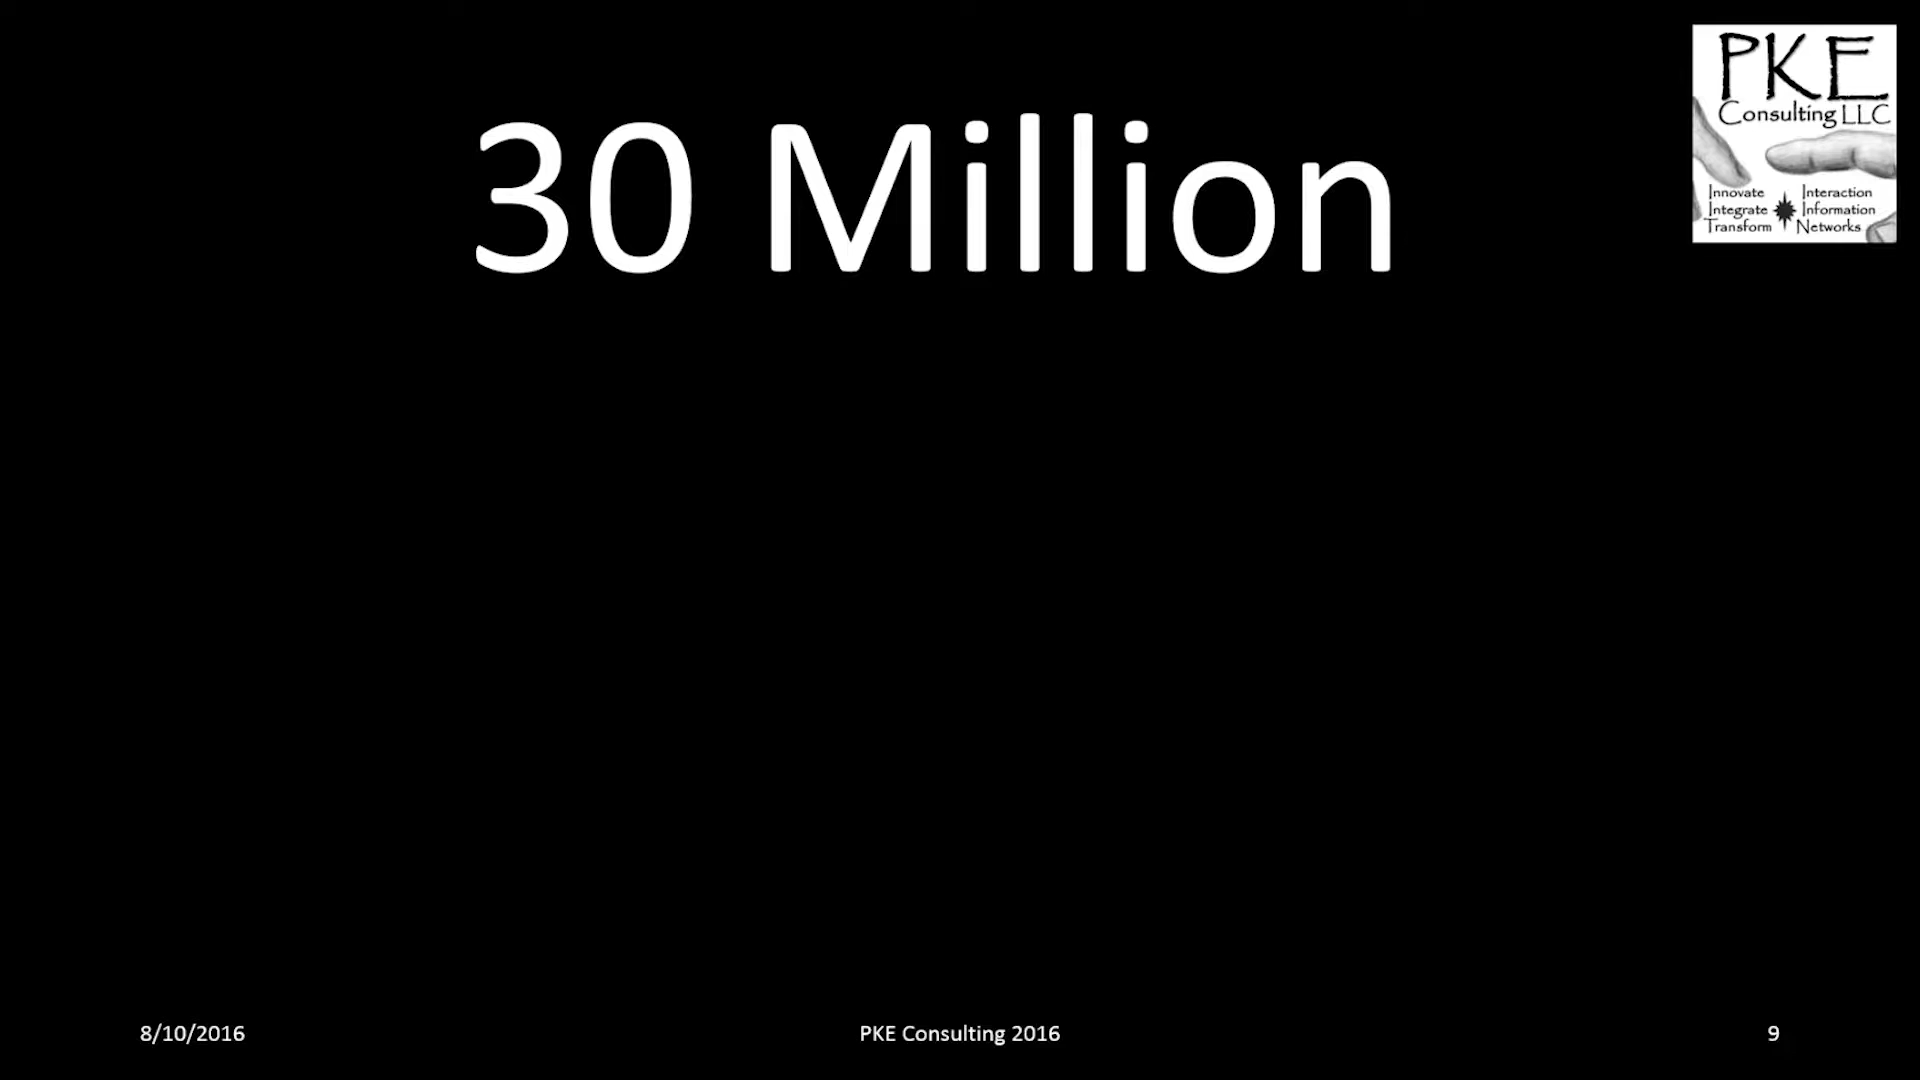 30 Million
PKE
Consulting LLC
Innovate Interaction
Integrate Information
Transform Networks
8/10/2016 PKE Consulting 2016 9